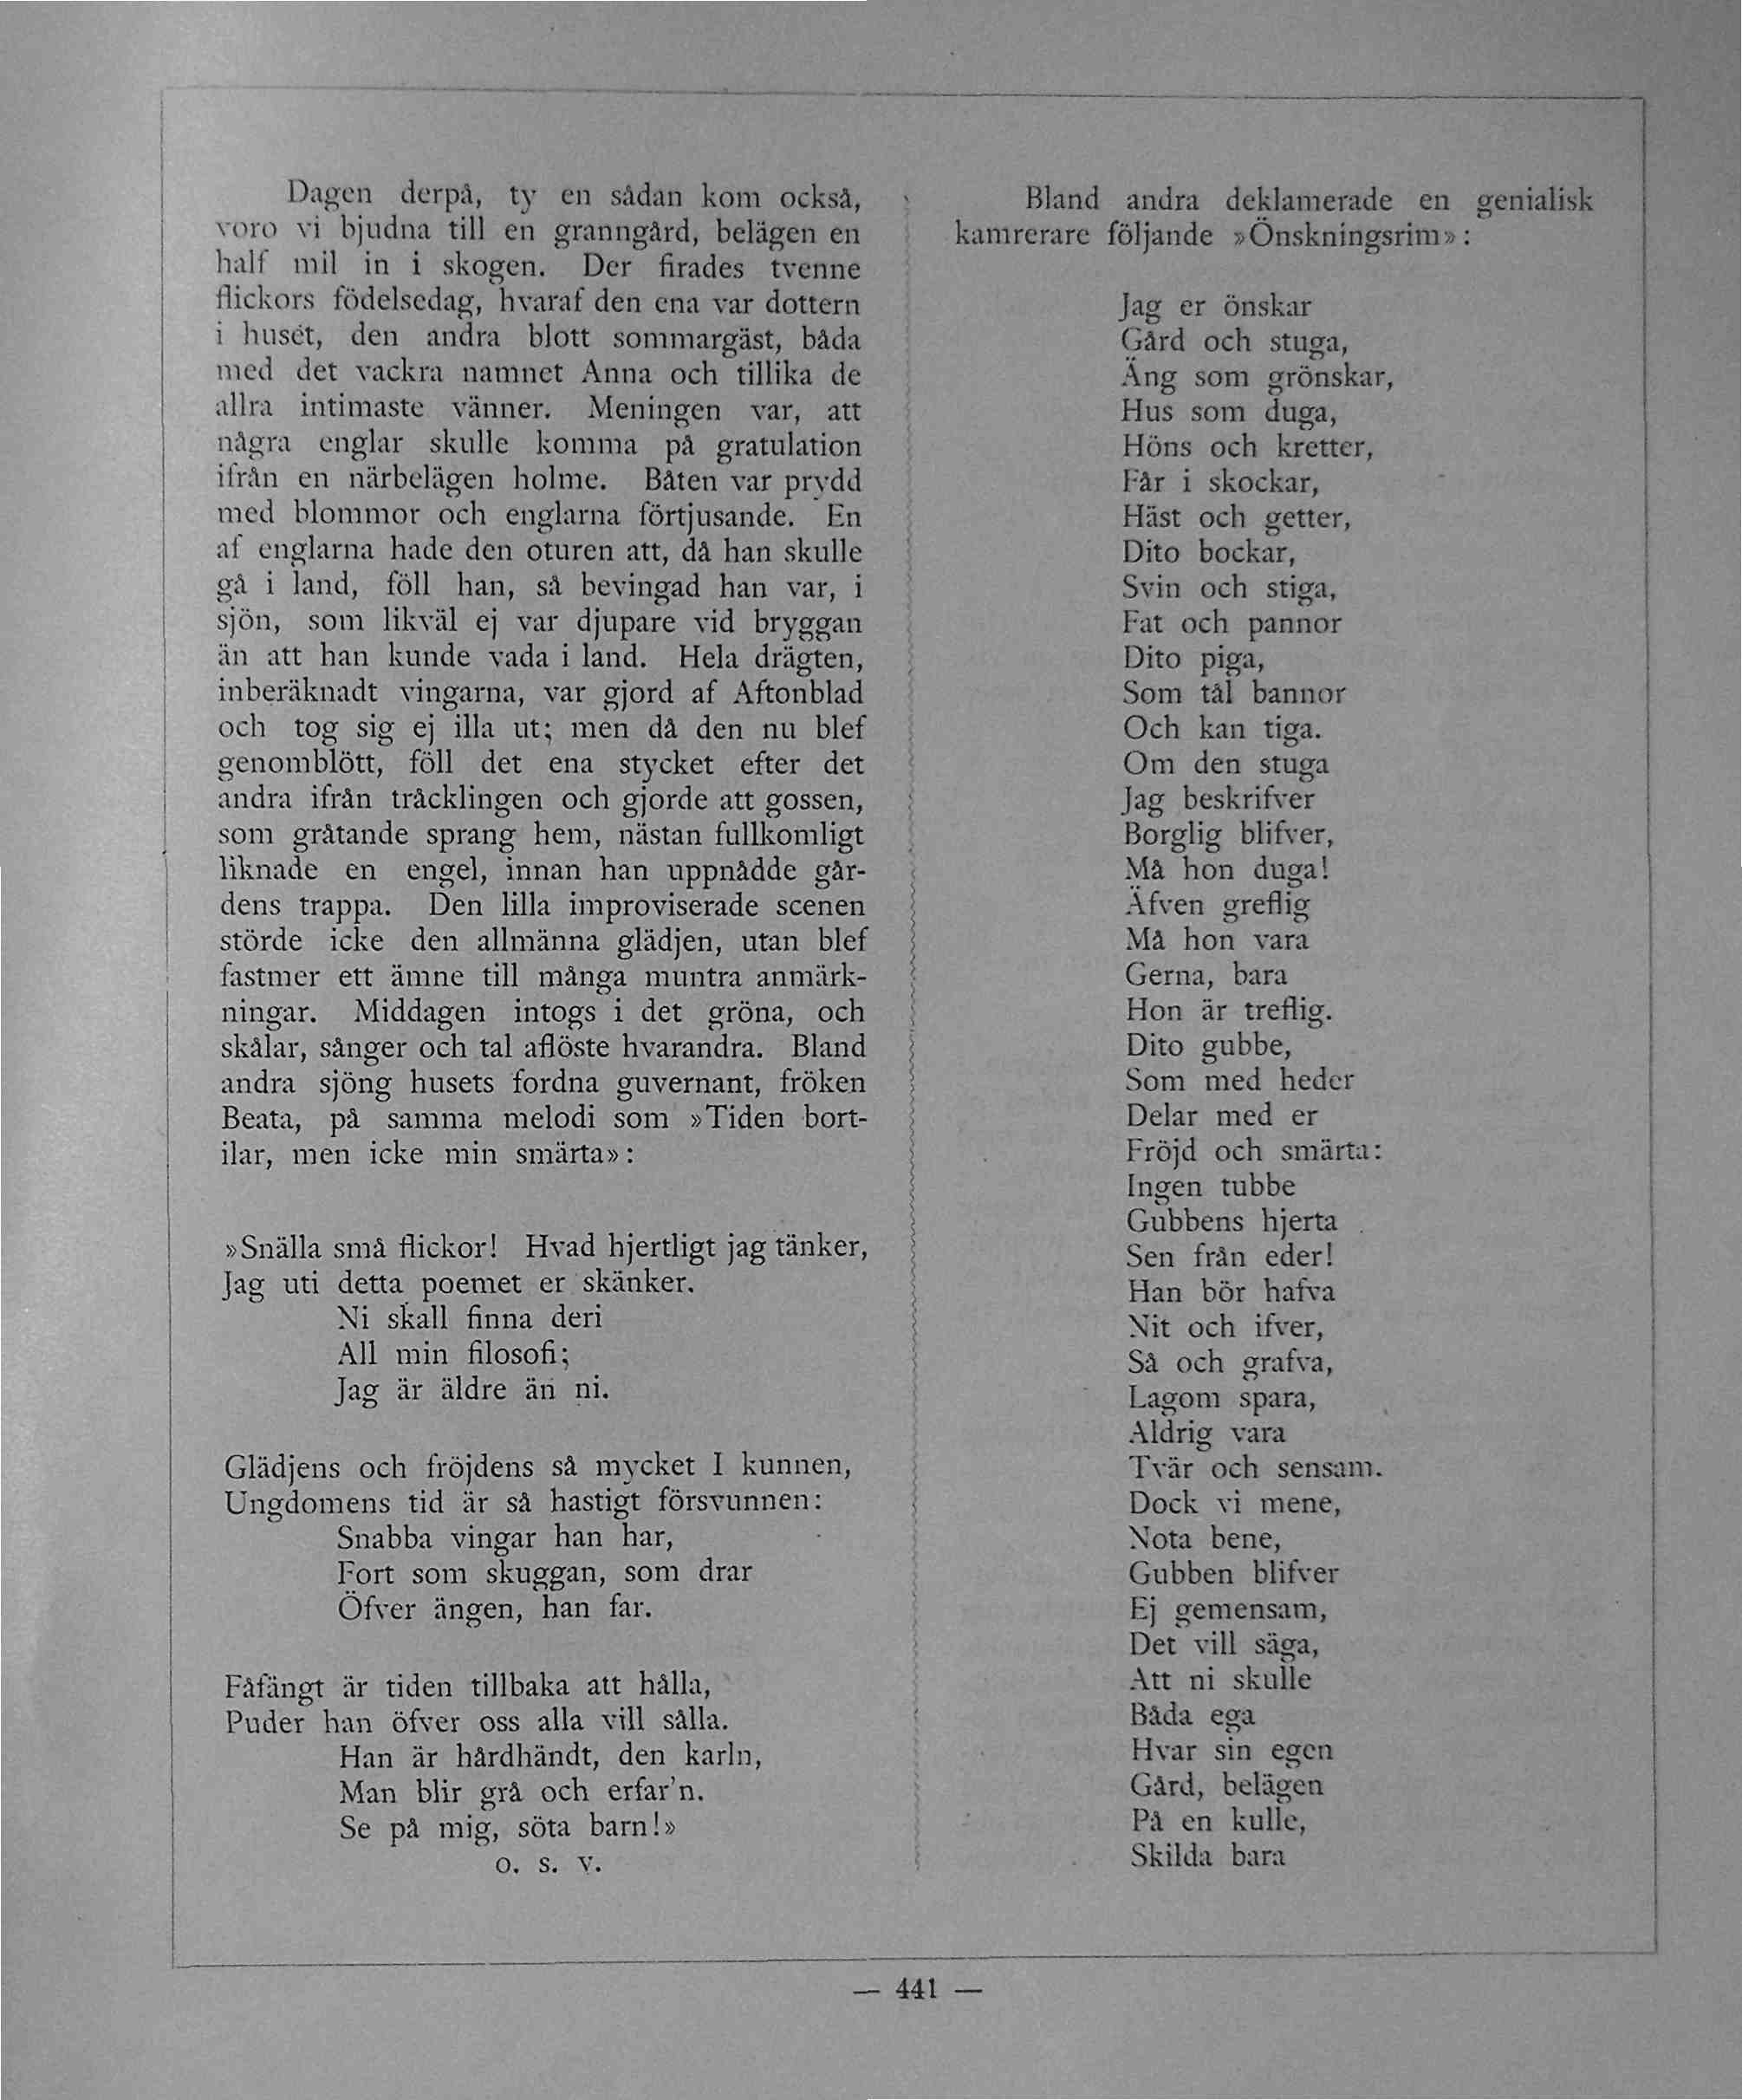 Dagen derpå, ty en sådan kom också,
voro vi bjudna till en granngård, belägen en
half mil in i skogen. Der firades tvenne
flickors födelsedag, hvaraf den ena var dottern
i huset, den andra blott sommargäst, båda
med det vackra namnet Anna och tillika de
allra intimaste vänner. Meningen var, att
några englar skulle komma på gratulation
ifrån en närbelägen holme. Båten var prydd
med blommor och englarna förtjusande. En
af englarna hade den oturen att, då han skulle
gå i land, föll han, så bevingad han var, i
sjön, som likväl ej var djupare vid bryggan
än att han kunde vada i land. Hela drägten,
inberäknadt vingarna, var gjord af Aftonblad
och tog sig ej illa ut; men då den nu blef
genomblött, föll det ena stycket efter det
andra ifrån tråcklingen och gjorde att gossen,
som gråtande sprang hem, nästan fullkomligt
liknade en engel, innan han uppnådde går-
dens trappa. Den lilla improviserade scenen
störde icke den allmänna glädjen, utan blef
fastmer ett ämne till många muntra anmärk-
ningar. Middagen intogs i det gröna, och
skålar, sånger och tal aflöste hvarandra. Bland
andra sjöng husets fordna guvernant, fröken
Beata, på samma melodi som »Tiden bort-
ilar, men icke min smärta»:
»Snälla små flickor! Hvad hjertligt jag tänker,
Jag uti detta poemet er skänker.
Ni skall finna deri
All min filosofi;
Jag är äldre än ni.
Glädjens och fröjdens så mycket I kunnen,
Ungdomens tid är så hastigt försvunnen:
Snabba vingar han har,
Fort som skuggan, som drar
Öfver ängen, han far.
Fåfängt är tiden tillbaka att hålla,
Puder han öfver oss alla vill sålla.
Han är hårdhändt, den karln,
Man blir grå och erfar'n.
Se på mig, söta barn!»
o. s. v.
Bland andra deklamerade en genialisk
kamrerare följande »Önskningsrim»:
Jag er önskar
Gård och stuga,
Äng som grönskar,
Hus som duga,
Höns och kretter,
Får i skockar,
Häst och getter,
Dito bockar,
Svin och stiga,
Fat och pannor
Dito piga,
Som tål bannor
Och kan tiga.
Om den stuga
Jag beskrifver
Borglig blifver,
Må hon duga!
Äfven greflig
Må hon vara
Gerna, bara
Hon är treflig.
Dito gubbe,
Som med heder
Delar med er
Fröjd och smärta:
Ingen tubbe
Gubbens hjerta
Sen från eder!
Han bör hafva
Nit och ifver,
Så och grafva,
Lagom spara,
Aldrig vara
Tvär och sensam.
Dock vi mene,
Nota bene,
Gubben blifver
Ej gemensam,
Det vill säga,
Att ni skulle
Båda ega
Hvar sin egen
Gård, belägen
På en kulle,
Skilda bara
— 441 —